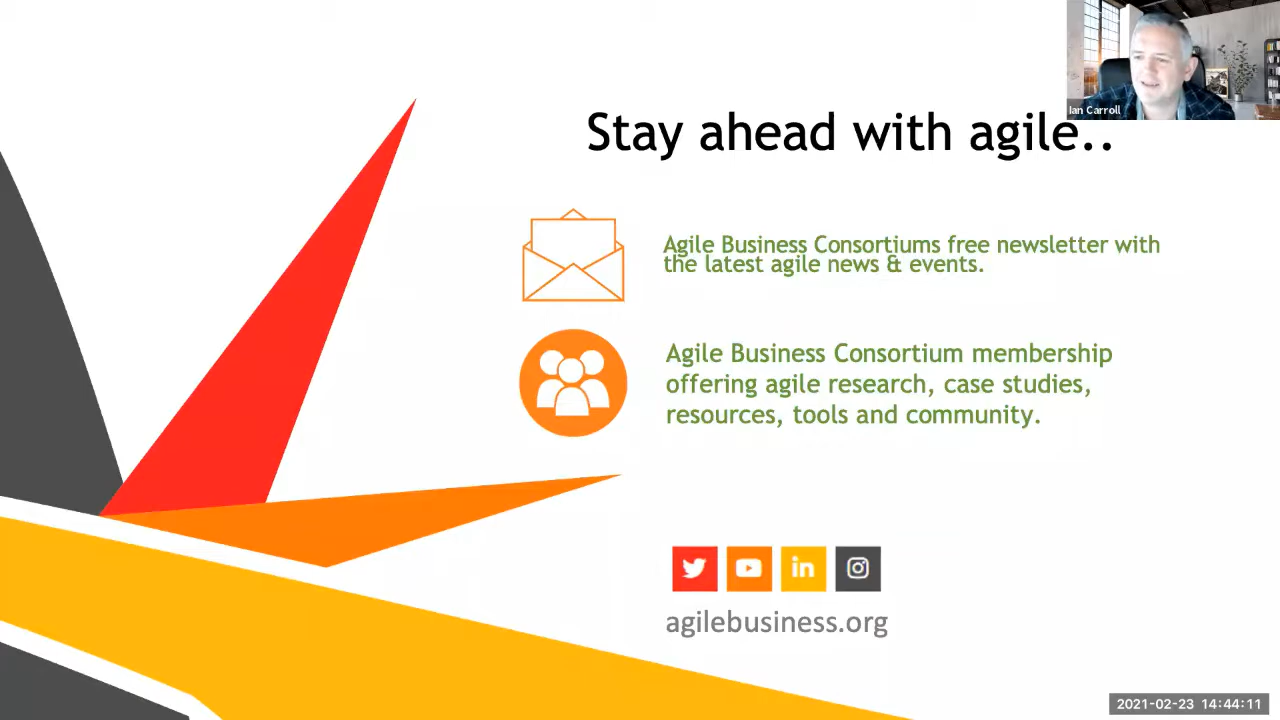 Ian Carroll
Stay ahead with agile..
Agile Business Consortiums free newsletter with
the latest agile news & events.
Agile Business Consortium membership
offering agile research, case studies,
resources, tools and community.
in
agilebusiness.org
2021-02-23 14:44:11